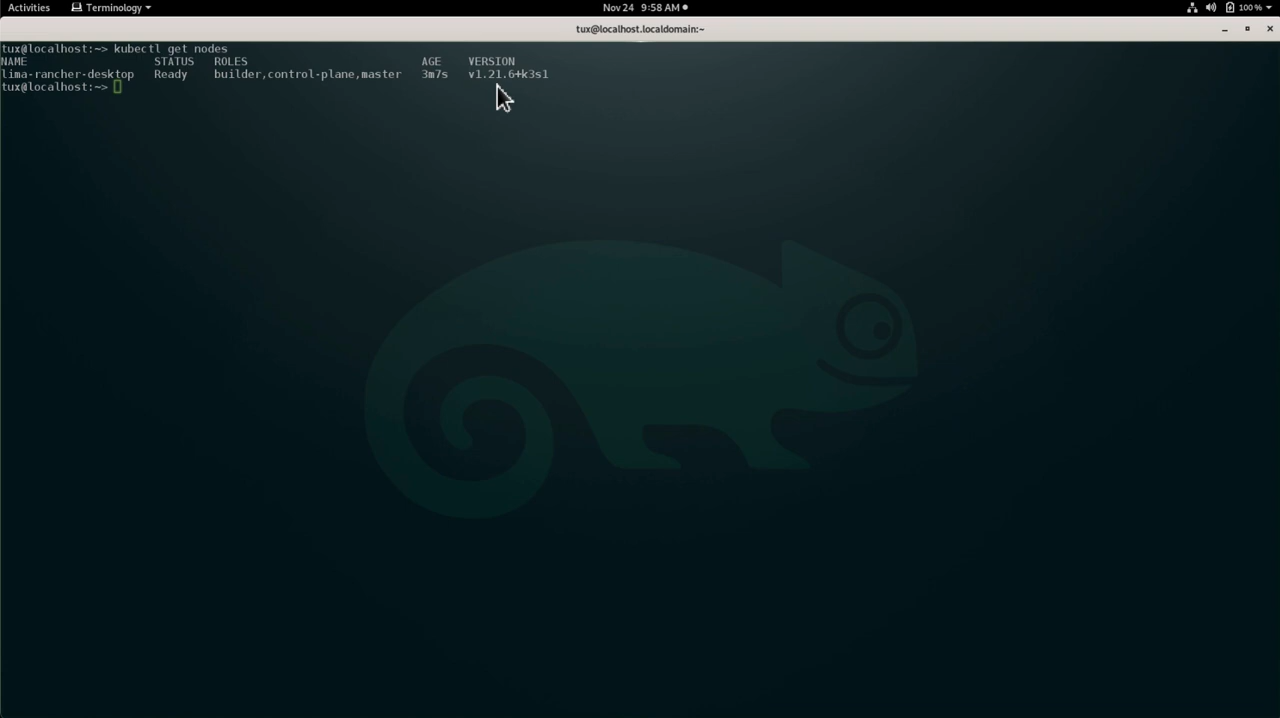 Activities Terminology Nov 24 9:58 AM 100 %
tux@localhost.localdomain:~
tux@localhost:~> kubectl get nodes
NAME STATUS ROLES AGE VERSION
lima-rancher-desktop Ready builder,control-plane,master 3m7s v1.21.6+k3s1
tux@localhost:~>